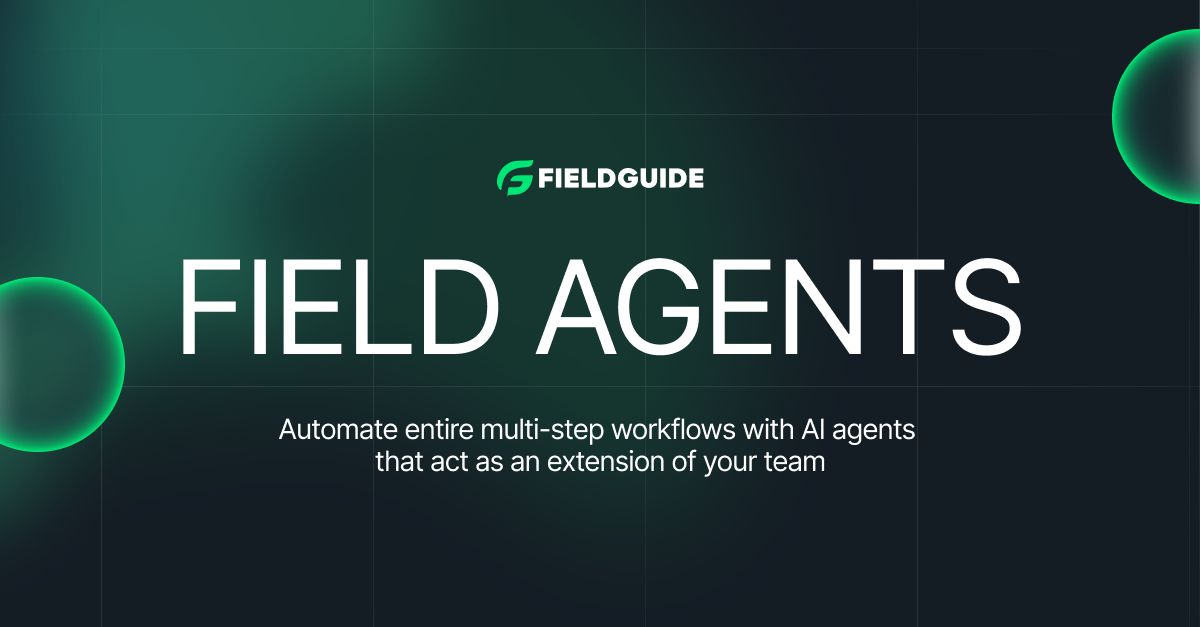 FIELDGUIDE
FIELD AGENTS
Automate entire multi-step workflows with AI agents
that act as an extension of your team